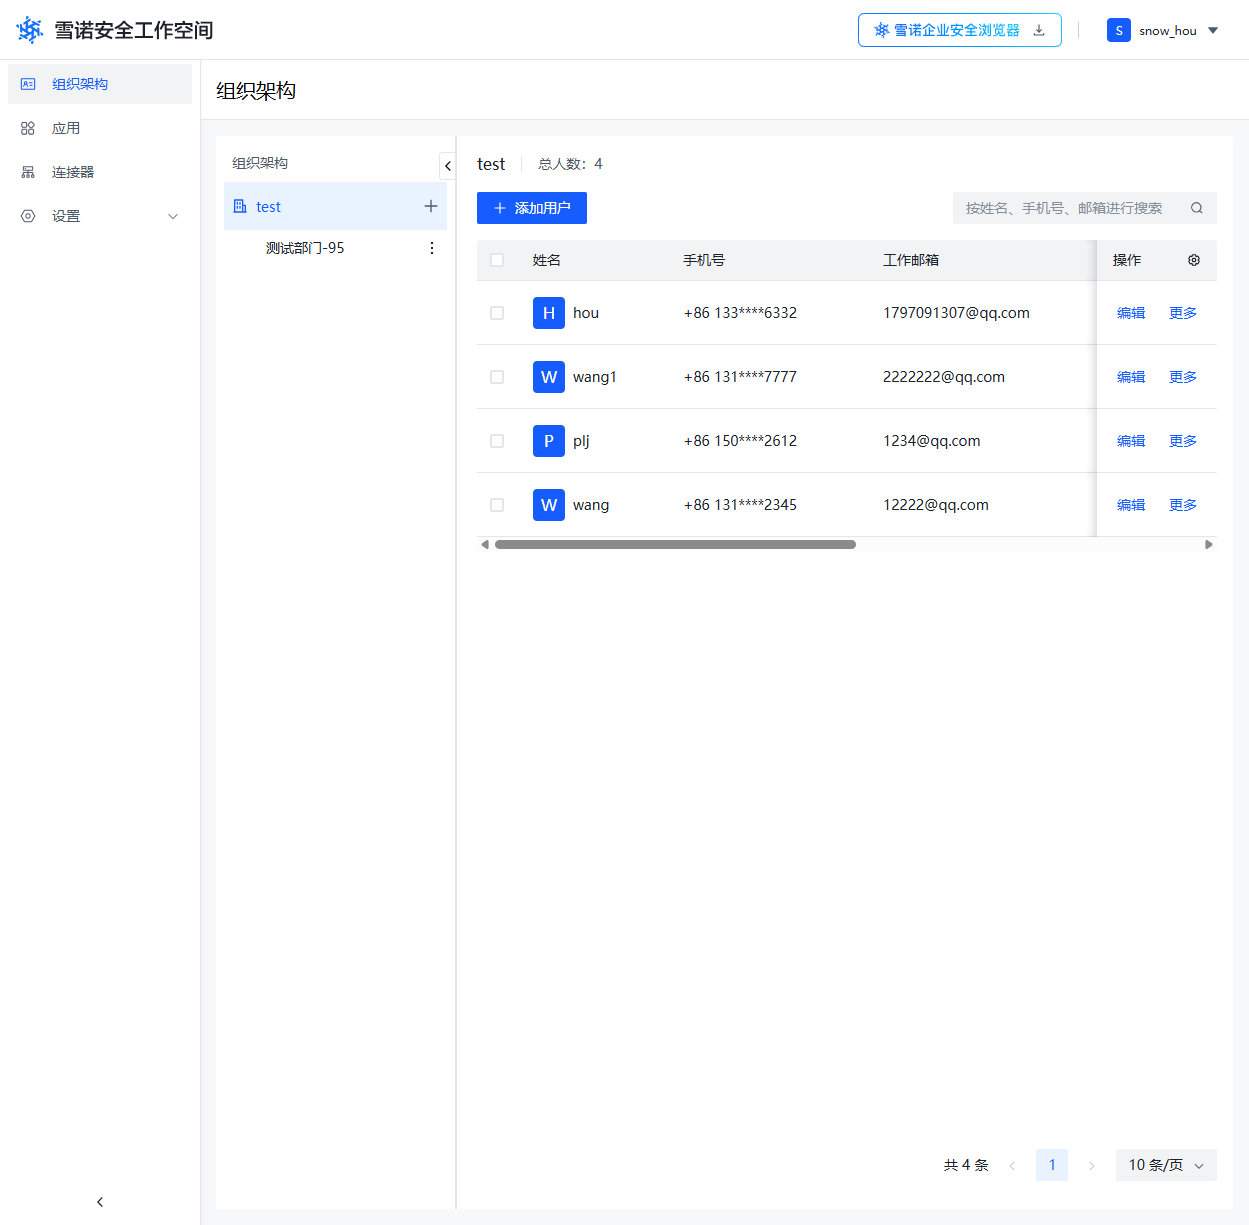 雪诺安全工作空间
雪诺企业安全浏览器
S snow_hou
组织架构
应用
连接器
设置
组织架构
组织架构
test
测试部门-95
test 总人数：4
添加用户
按姓名、手机号、邮箱进行搜索
姓名 手机号 工作邮箱 操作
H hou +86 133****6332 1797091307@qq.com 编辑 更多
W wang1 +86 131****7777 2222222@qq.com 编辑 更多
P plj +86 150****2612 1234@qq.com 编辑 更多
W wang +86 131****2345 12222@qq.com 编辑 更多
共 4 条 1 10 条/页